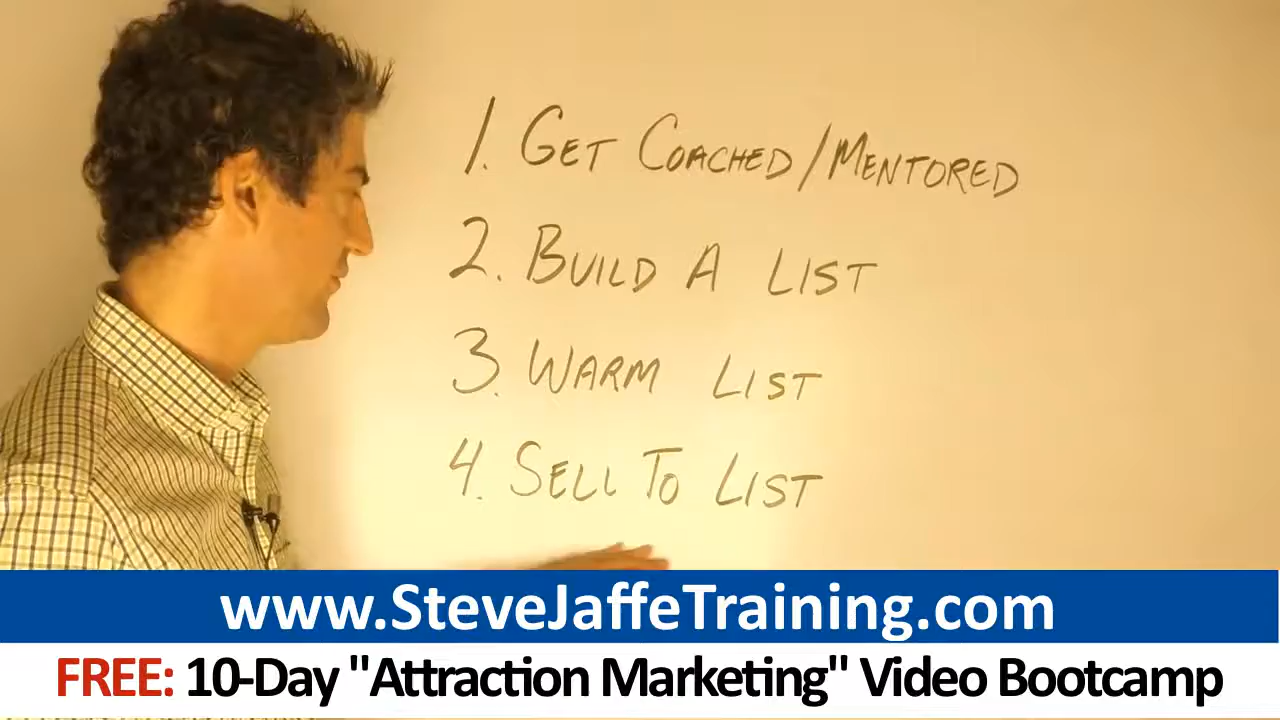 1. GET COACHED/MENTORED
2. BUILD A LIST
3. WARM LIST
4. SELL TO LIST
www.SteveJaffeTraining.com
FREE: 10-Day "Attraction Marketing" Video Bootcamp